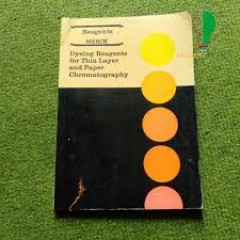 Reagents
MERCK
Dyeing Reagents
for Thin Layer
and Paper
Chromatography